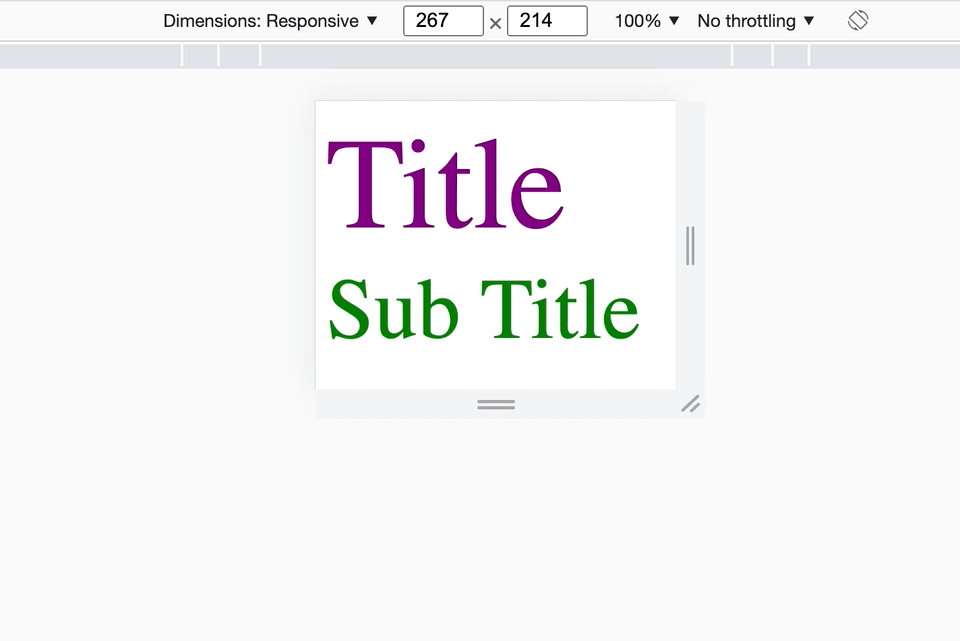 Dimensions: Responsive ▼ 267 × 214 100% ▼ No throttling ▼
Title
Sub Title